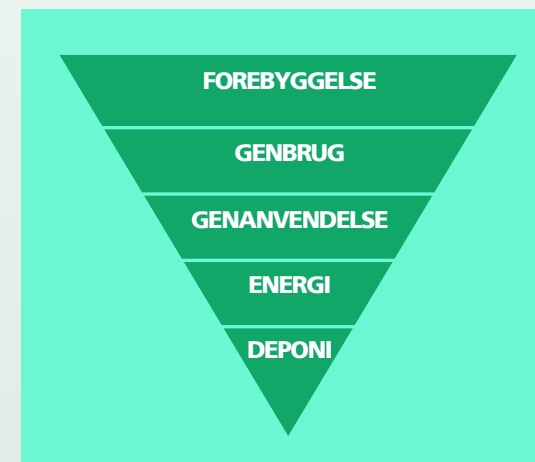 FOREBYGGELSE
GENBRUG
GENANVENDELSE
ENERGI
DEPONI